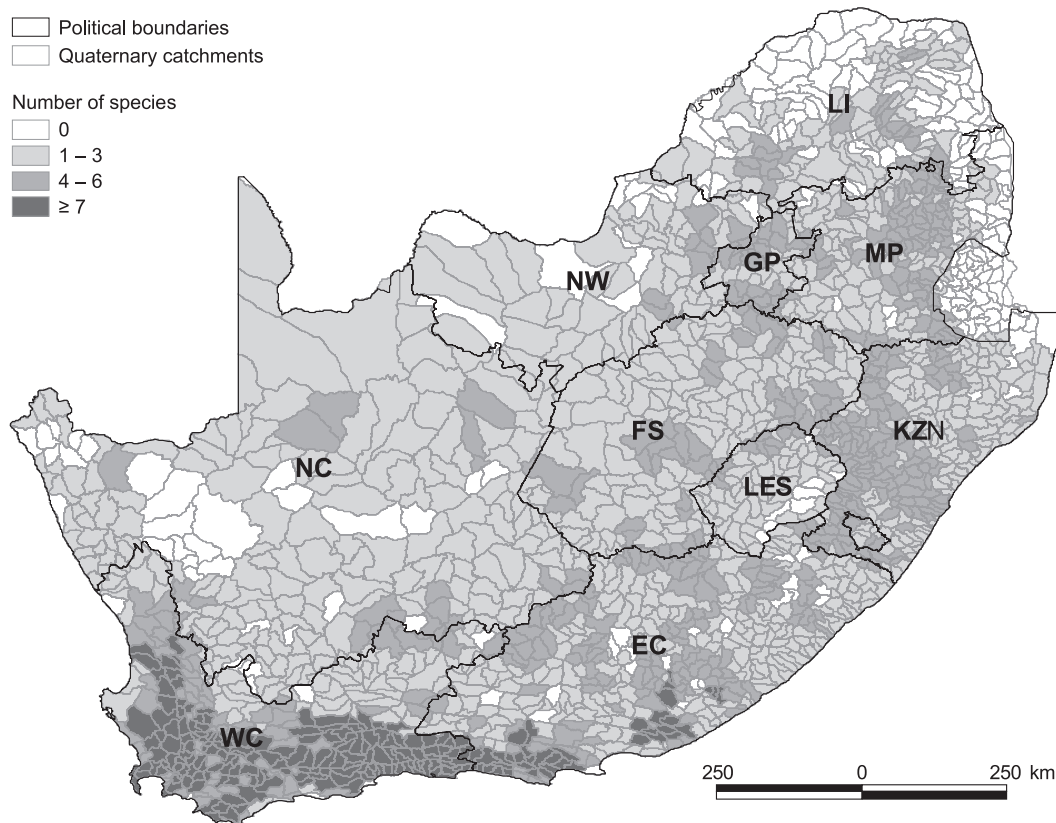 Political boundaries
Quaternary catchments
Number of species
0
1 – 3
4 – 6
≥ 7
LI
NW
GP
MP
FS
KZN
NC
LES
EC
WC
250 0 250 km